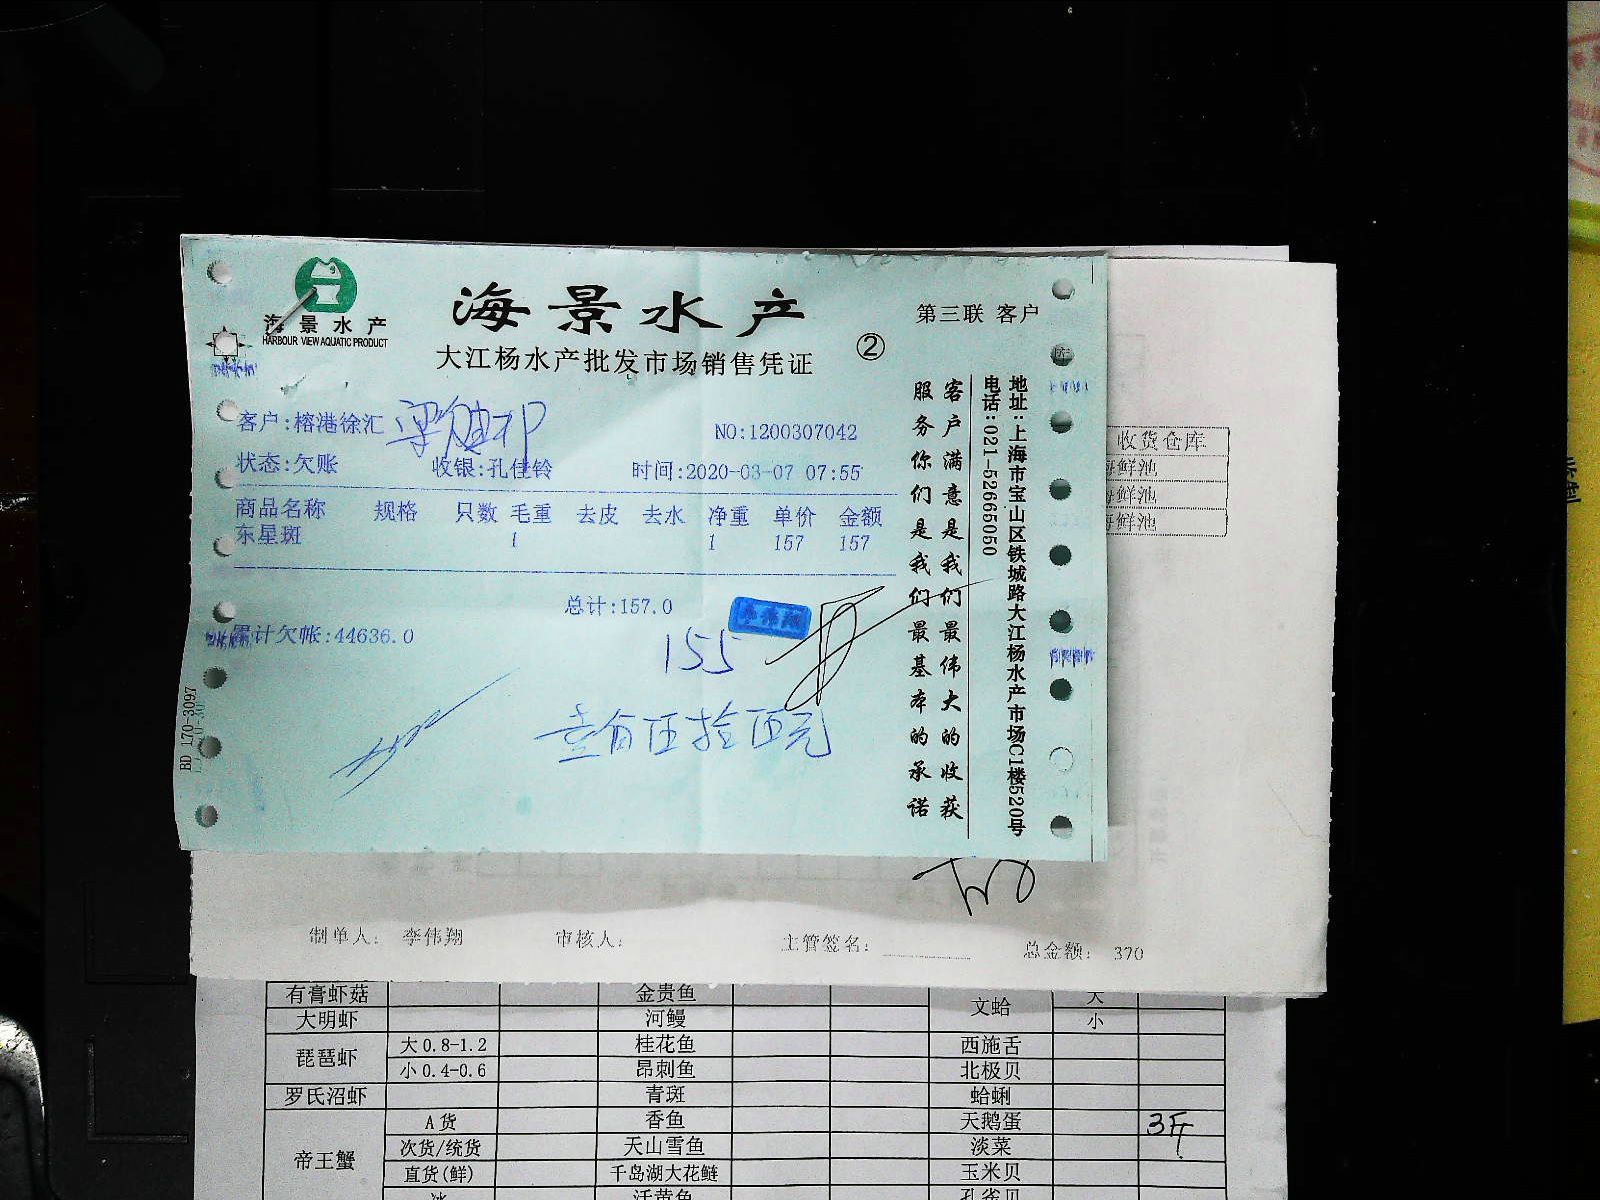 海景水产
HARBOUR VIEW AQUATIC PRODUCT
海景水产
大江杨水产批发市场销售凭证
②
第三联 客户
客户:榕港徐汇
NO:1200307042
状态:欠账 收银:孔佳铃 时间:2020-03-07 07:55
商品名称 规格 只数 毛重 去皮 去水 净重 单价 金额
东星斑 1 1 157 157
总计:157.0
累计欠帐:44636.0
155
李伟翔
壹百伍拾伍元
BD 170-3097
客户满意是我们最伟大的收获
服务你们是我们最基本的承诺
地址:上海市宝山区铁城路大江杨水产市场C1楼520号
电话:021-52665050
收货仓库
海鲜池
海鲜池
海鲜池
制单人: 李伟翔 审核人: 主管签名: 总金额: 370
有膏虾菇 金贵鱼 文蛤 大
大明虾 河鳗 小
琵琶虾 大0.8-1.2 桂花鱼 西施舌
小0.4-0.6 昂刺鱼 北极贝
罗氏沼虾 青斑 蛤蜊
帝王蟹 A货 香鱼 天鹅蛋 3斤
次货/统货 天山雪鱼 淡菜
直货(鲜) 千岛湖大花鲢 玉米贝
冰 活黄鱼 孔雀贝